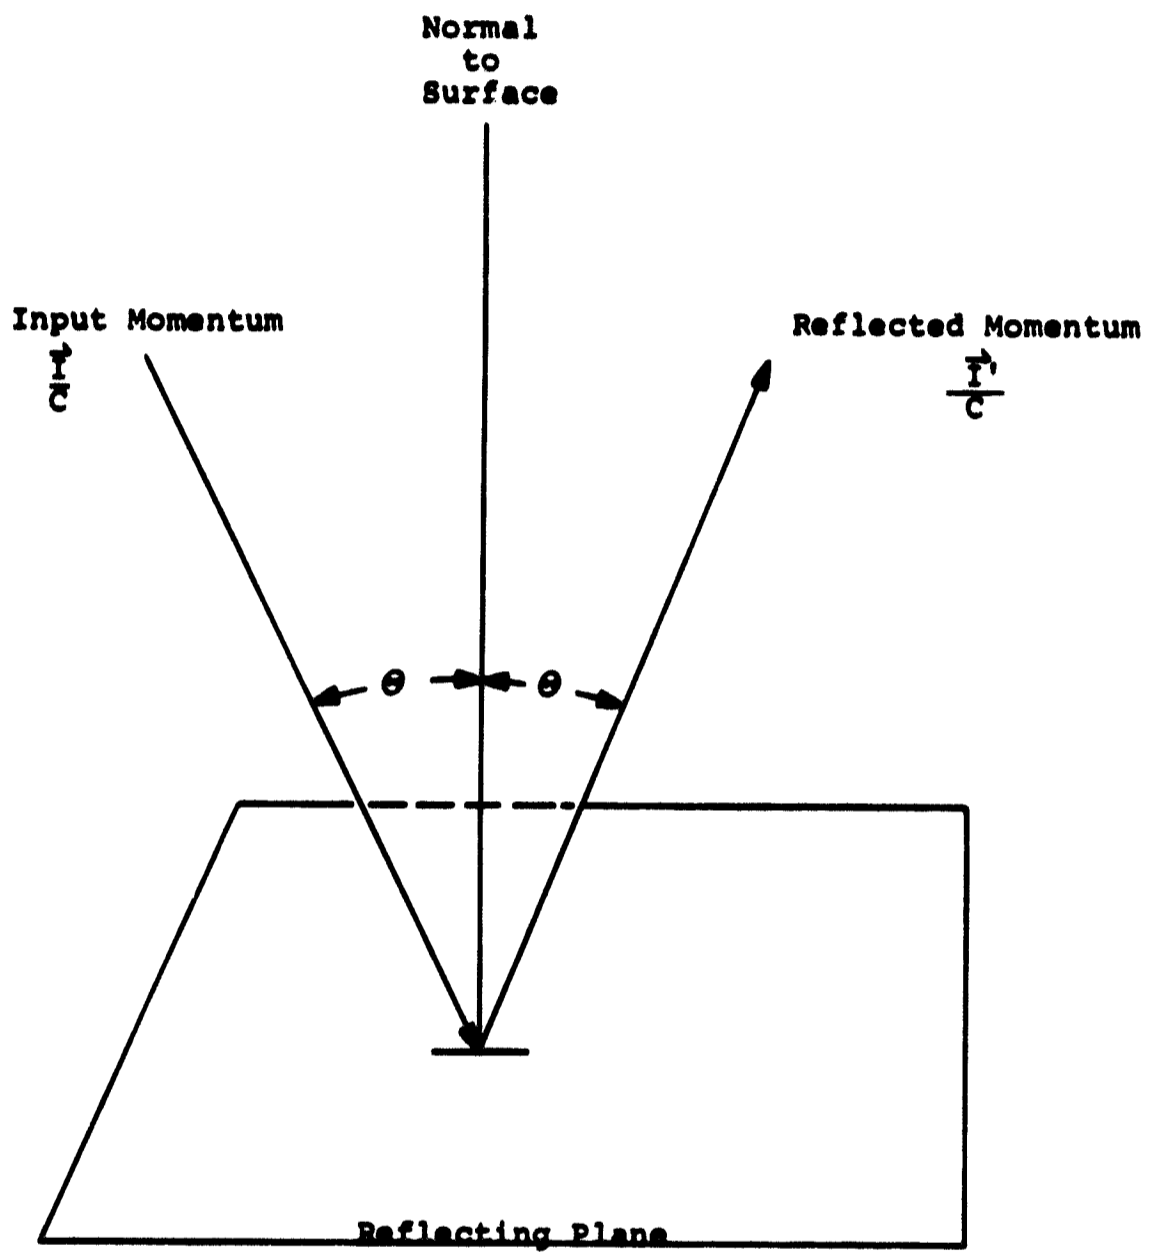 Normal
to
Surface
Input Momentum
I⃗
C
Reflected Momentum
I⃗'
C
θ θ
Reflecting Plane